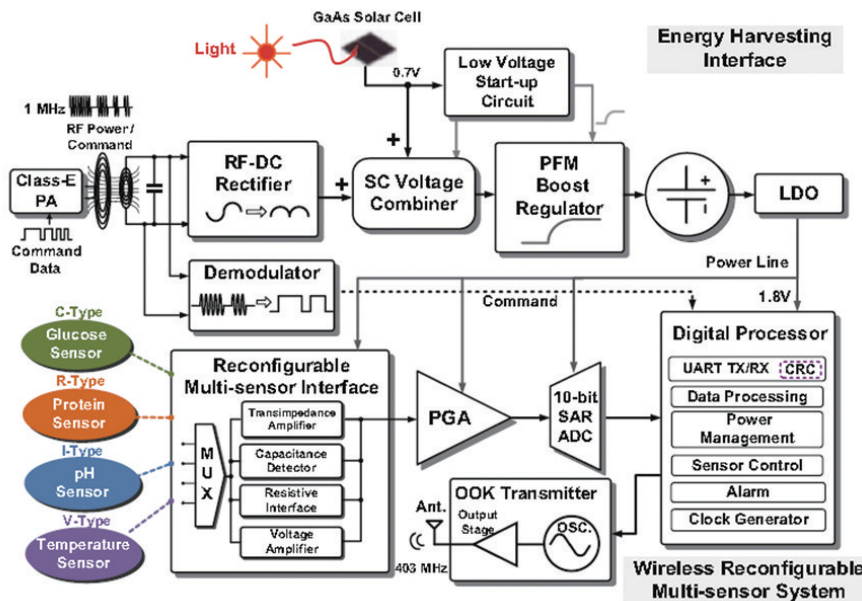 GaAs Solar Cell
Light
0.7V
Low Voltage
Start-up
Circuit
Energy Harvesting
Interface
1 MHz
RF Power /
Command
Class-E
PA
Command
Data
RF-DC
Rectifier
+
+
SC Voltage
Combiner
PFM
Boost
Regulator
+
LDO
Power Line
1.8V
Demodulator
Command
C-Type
Glucose
Sensor
R-Type
Protein
Sensor
I-Type
pH
Sensor
V-Type
Temperature
Sensor
Reconfigurable
Multi-sensor Interface
M
U
X
Transimpedance
Amplifier
Capacitance
Detector
Resistive
Interface
Voltage
Amplifier
PGA
10-bit
SAR
ADC
Digital Processor
UART TX/RX CRC
Data Processing
Power
Management
Sensor Control
Alarm
Clock Generator
OOK Transmitter
Ant.
Output
Stage
OSC.
403 MHz
Wireless Reconfigurable
Multi-sensor System